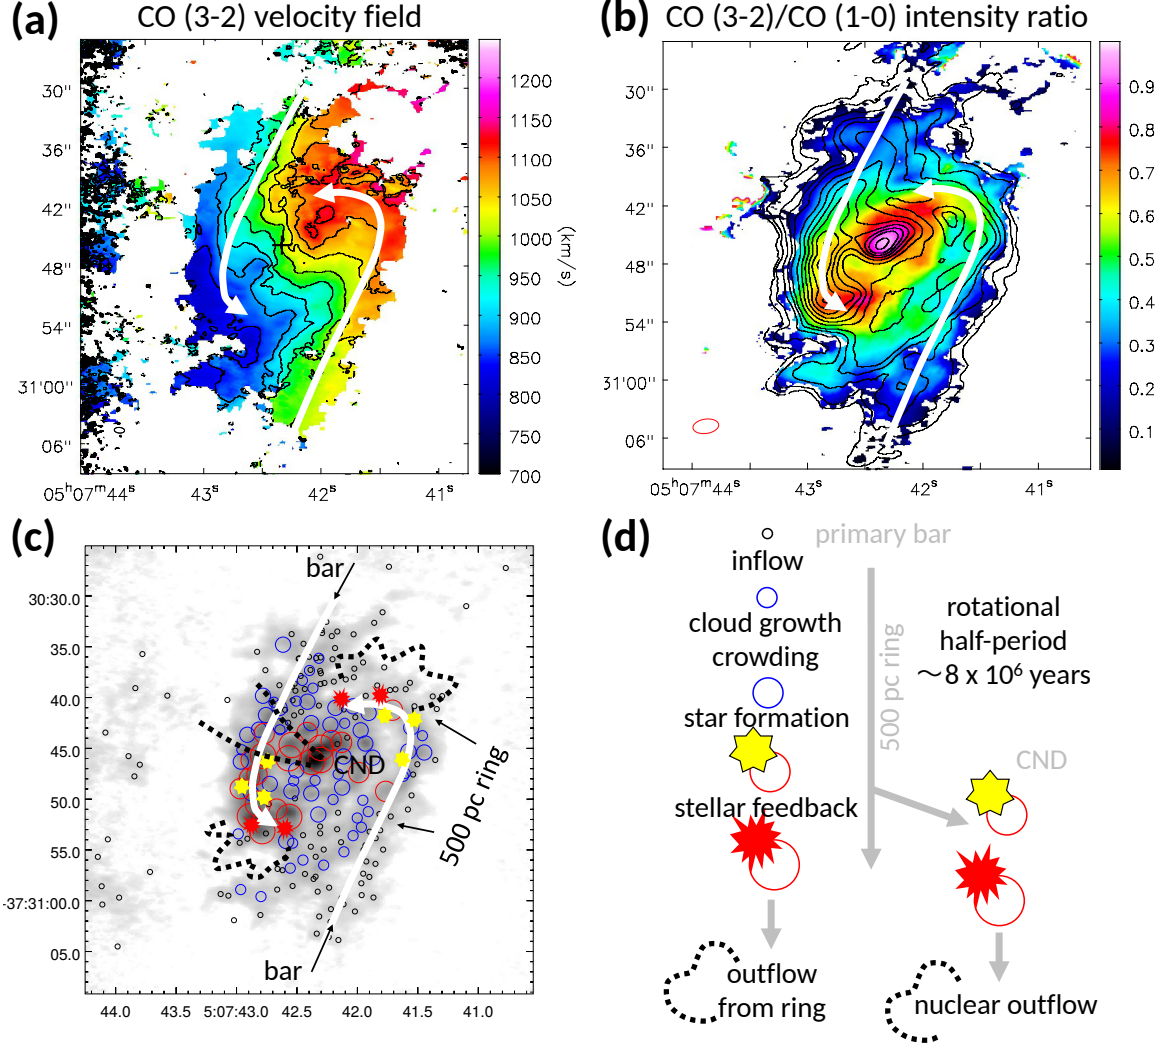 (a)
CO (3-2) velocity field
30''
36''
42''
48''
54''
31'00''
06''
05ʰ07ᵐ44ˢ
43ˢ
42ˢ
41ˢ
1200
1150
1100
1050
1000
950
900
850
800
750
700
(km/s)
(b)
CO (3-2)/CO (1-0) intensity ratio
30''
36''
42''
48''
54''
31'00''
06''
05ʰ07ᵐ44ˢ
43ˢ
42ˢ
41ˢ
0.9
0.8
0.7
0.6
0.5
0.4
0.3
0.2
0.1
(c)
bar
30:30.0
35.0
40.0
45.0
50.0
55.0
-37:31:00.0
05.0
CND
500 pc ring
bar
44.0
43.5
5:07:43.0
42.5
42.0
41.5
41.0
(d)
primary bar
inflow
cloud growth
crowding
star formation
stellar feedback
500 pc ring
rotational
half-period
～8 x 10⁶ years
CND
outflow
from ring
nuclear outflow